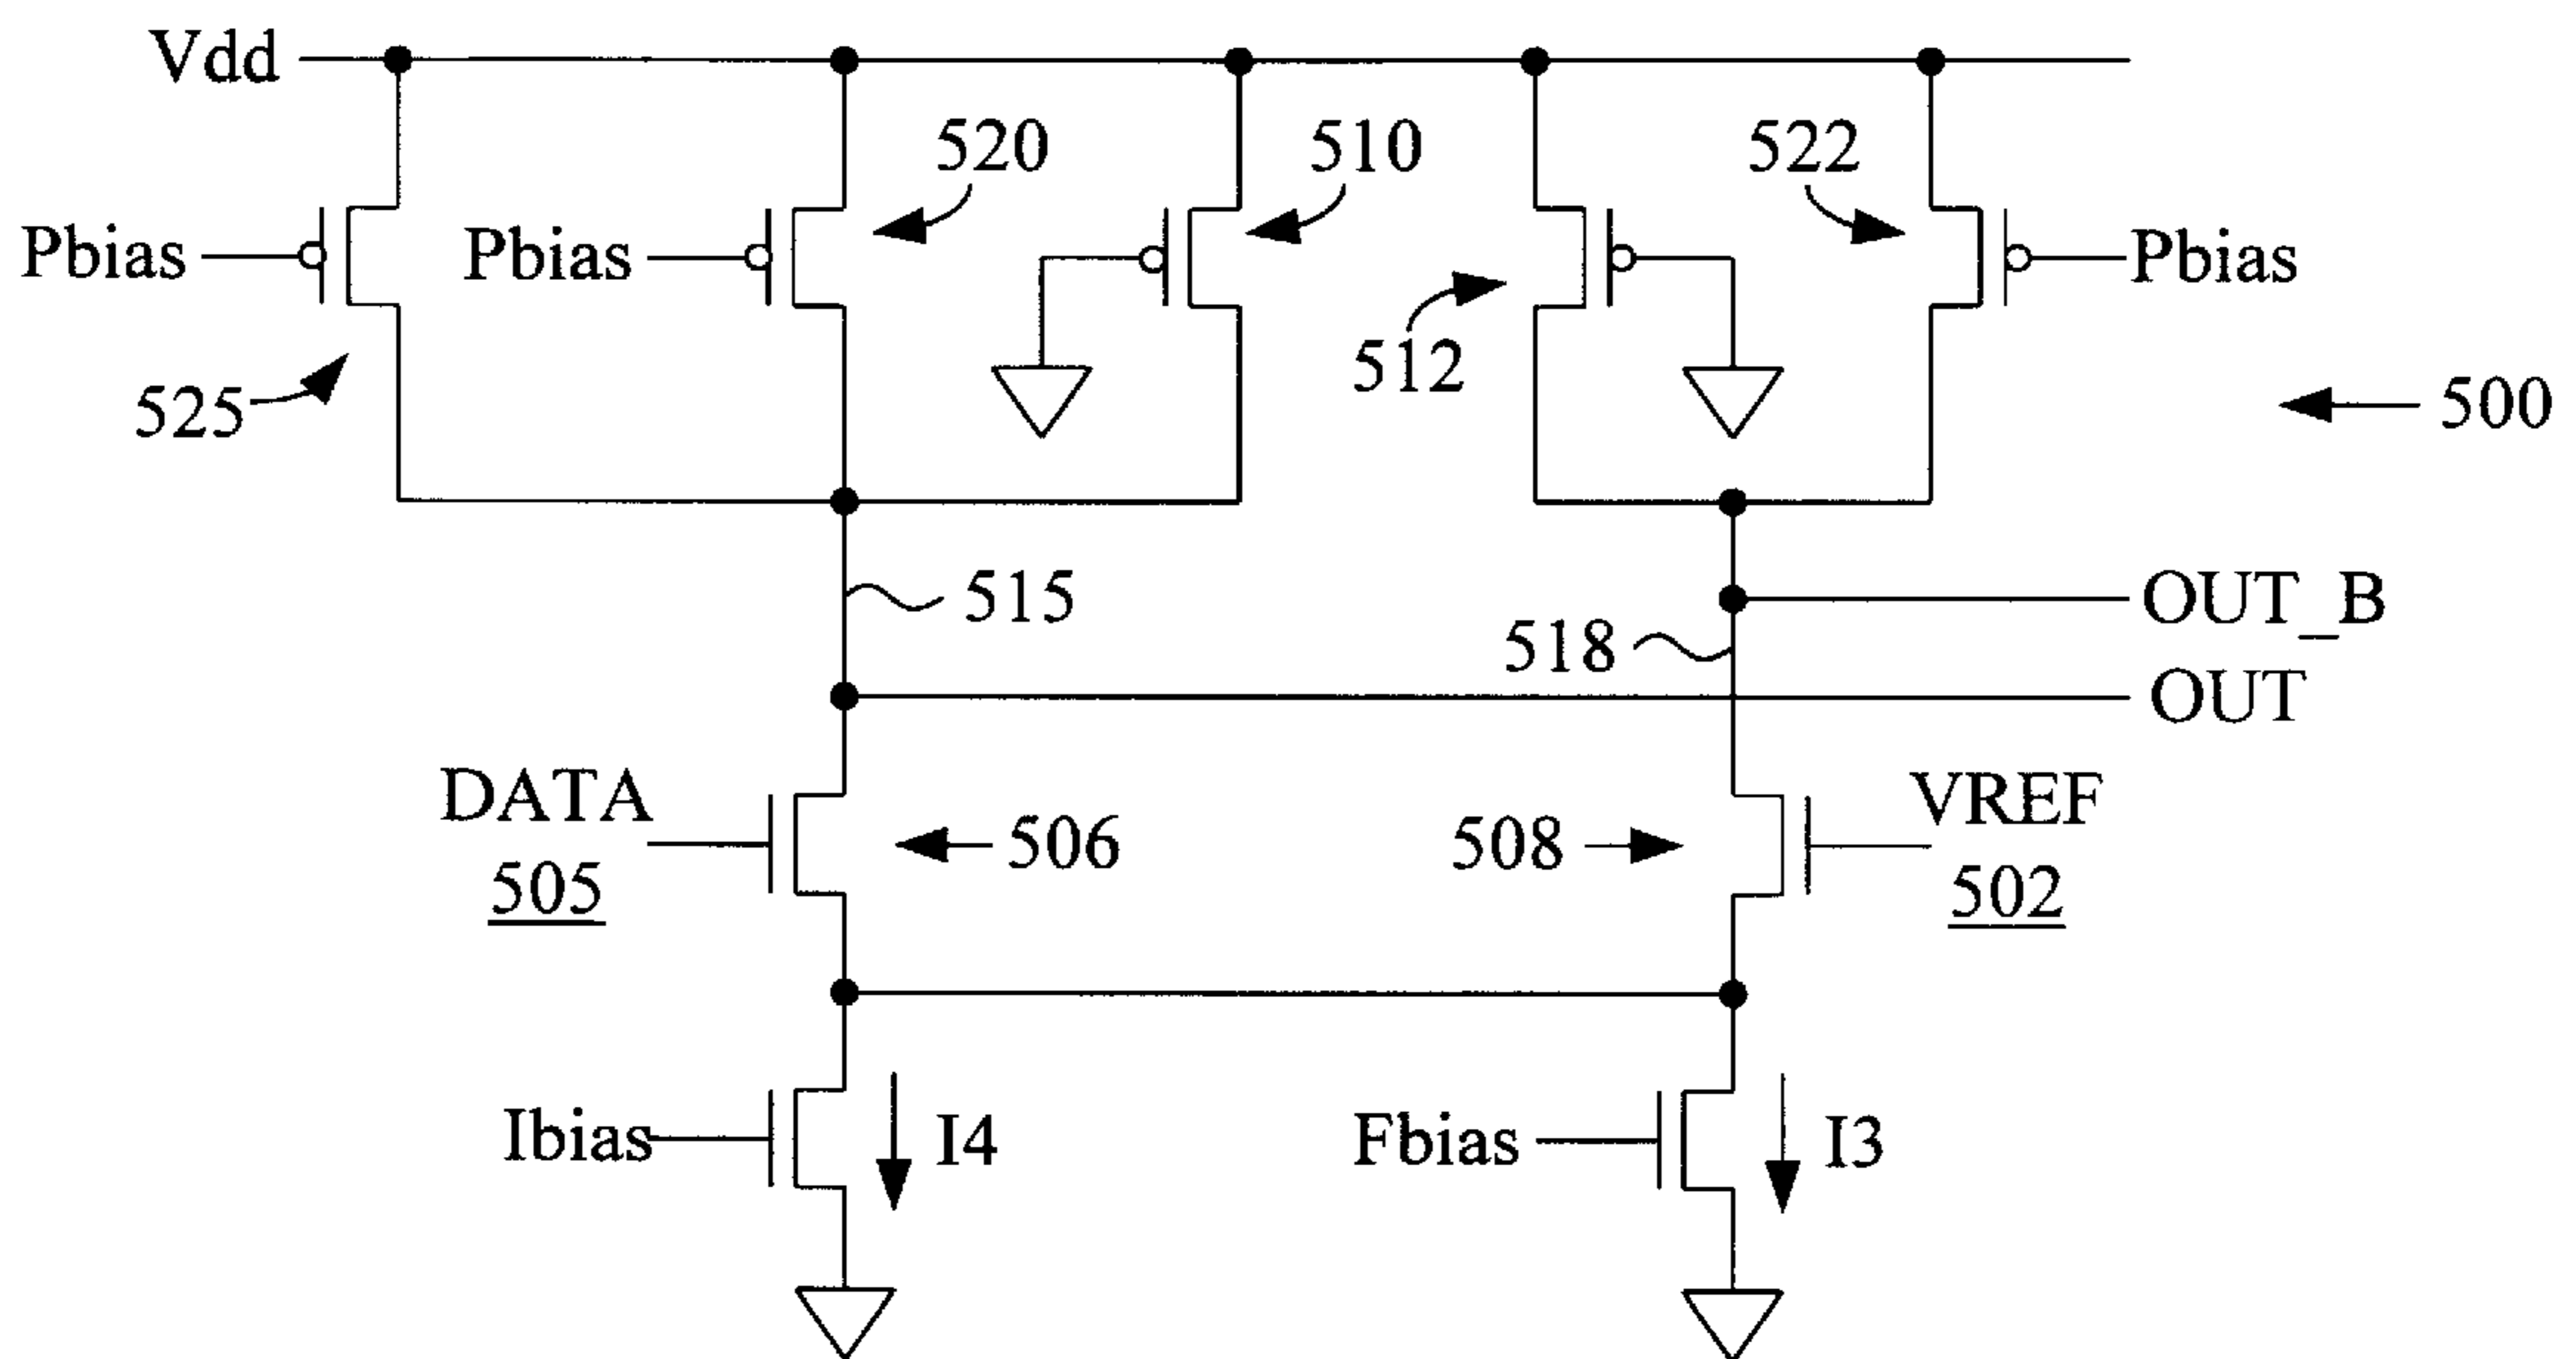 Vdd
520
510
522
Pbias
Pbias
Pbias
512
525
500
515
OUT_B
518
OUT
DATA
505
506
508
VREF
502
Ibias
I4
Fbias
I3